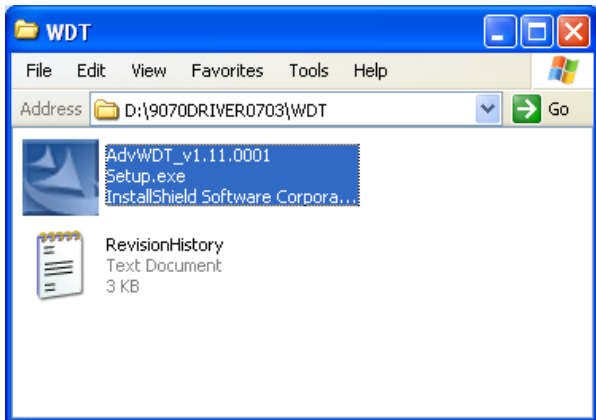 WDT
File Edit View Favorites Tools Help
Address D:\9070DRIVER0703\WDT Go
AdvWDT_v1.11.0001
Setup.exe
InstallShield Software Corpora...
RevisionHistory
Text Document
3 KB